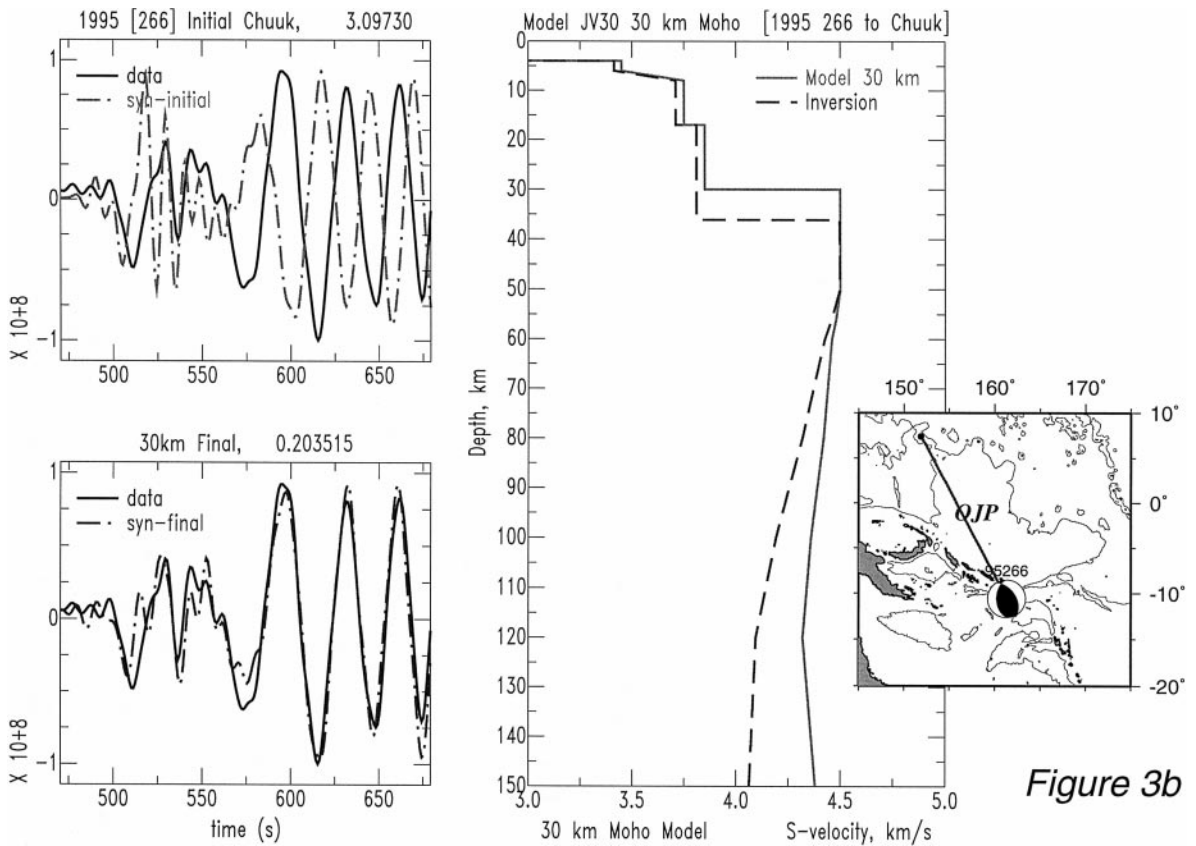 1995 [266] Initial Chuuk, 3.09730
data
syn-initial
1
0
-1
X 10+8
500 550 600 650
30km Final, 0.203515
data
syn-final
1
0
-1
X 10+8
500 550 600 650
time (s)
Model JV30 30 km Moho [1995 266 to Chuuk]
Model 30 km
Inversion
0
10
20
30
40
50
60
70
80
90
100
110
120
130
140
150
Depth, km
3.0 3.5 4.0 4.5 5.0
30 km Moho Model S-velocity, km/s
150° 160° 170°
10°
0°
-10°
-20°
OJP
95266
Figure 3b